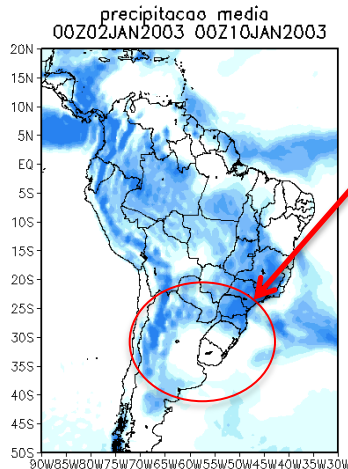 precipitacao media
00Z02JAN2003 00Z10JAN2003
20N
15N
10N
5N
EQ
5S
10S
15S
20S
25S
30S
35S
40S
45S
50S
90W85W80W75W70W65W60W55W50W45W40W35W30W